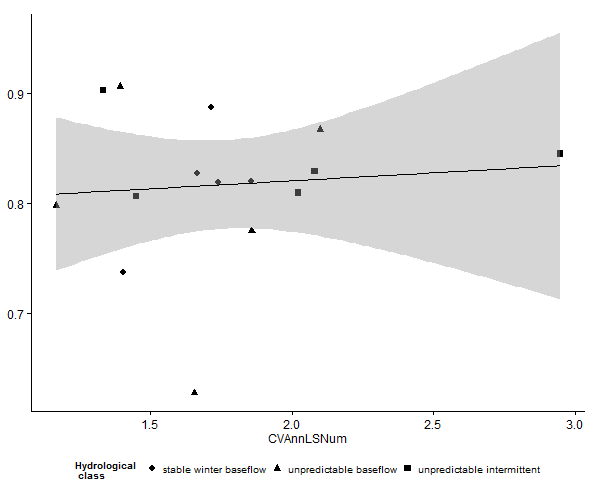 0.9
0.8
0.7
1.5 2.0 2.5 3.0
CVAnnLSNum
Hydrological
class
stable winter baseflow unpredictable baseflow unpredictable intermittent